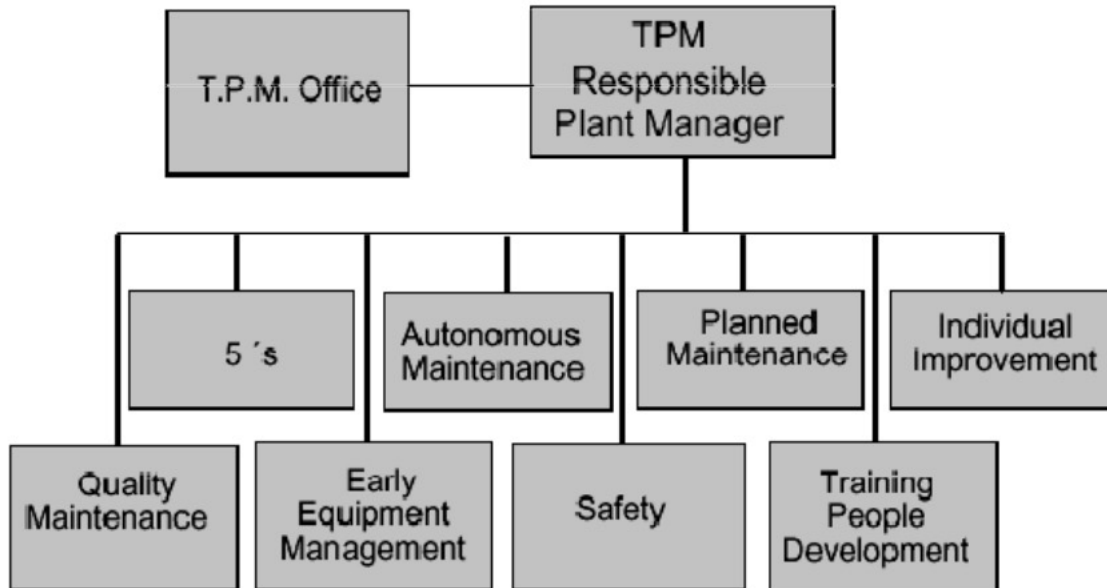 T.P.M. Office
TPM
Responsible
Plant Manager
5 ´s
Autonomous
Maintenance
Planned
Maintenance
Individual
Improvement
Quality
Maintenance
Early
Equipment
Management
Safety
Training
People
Development